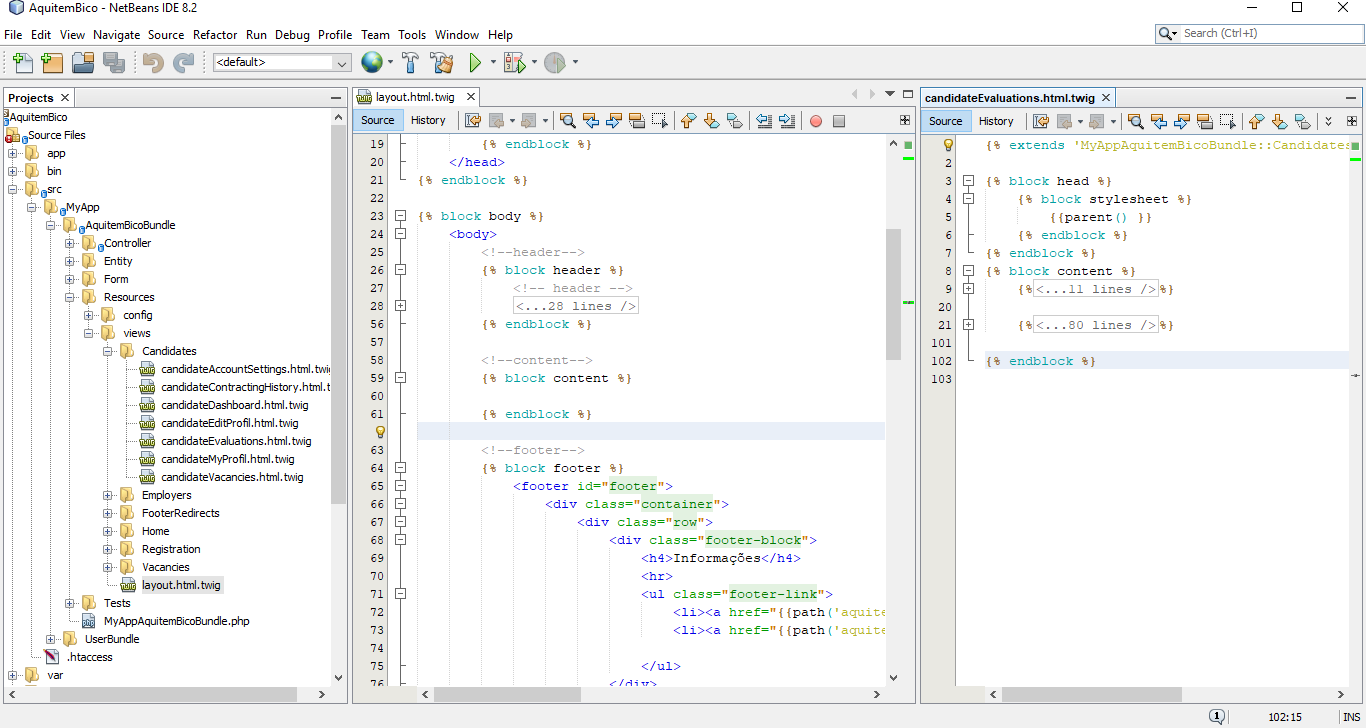 AquitemBico - NetBeans IDE 8.2
File Edit View Navigate Source Refactor Run Debug Profile Team Tools Window Help
Search (Ctrl+I)
<default>
Projects
AquitemBico
Source Files
app
bin
src
MyApp
AquitemBicoBundle
Controller
Entity
Form
Resources
config
views
Candidates
candidateAccountSettings.html.twig
candidateContractingHistory.html.t
candidateDashboard.html.twig
candidateEditProfil.html.twig
candidateEvaluations.html.twig
candidateMyProfil.html.twig
candidateVacancies.html.twig
Employers
FooterRedirects
Home
Registration
Vacancies
layout.html.twig
Tests
MyAppAquitemBicoBundle.php
UserBundle
.htaccess
var
layout.html.twig
Source History
19 {% endblock %}
20 </head>
21 {% endblock %}
22
23 {% block body %}
24 <body>
25 <!--header-->
26 {% block header %}
27 <!-- header -->
28 <...28 lines />
56 {% endblock %}
57
58 <!--content-->
59 {% block content %}
60
61 {% endblock %}
63 <!--footer-->
64 {% block footer %}
65 <footer id="footer">
66 <div class="container">
67 <div class="row">
68 <div class="footer-block">
69 <h4>Informações</h4>
70 <hr>
71 <ul class="footer-link">
72 <li><a href="{{path('aquite
73 <li><a href="{{path('aquite
74
75 </ul>
76 </div>
candidateEvaluations.html.twig
Source History
{% extends 'MyAppAquitemBicoBundle::Candidates
2
3 {% block head %}
4 {% block stylesheet %}
5 {{parent() }}
6 {% endblock %}
7 {% endblock %}
8 {% block content %}
9 {%<...11 lines />%}
20
21 {%<...80 lines />%}
101
102 {% endblock %}
103
1
102:15
INS